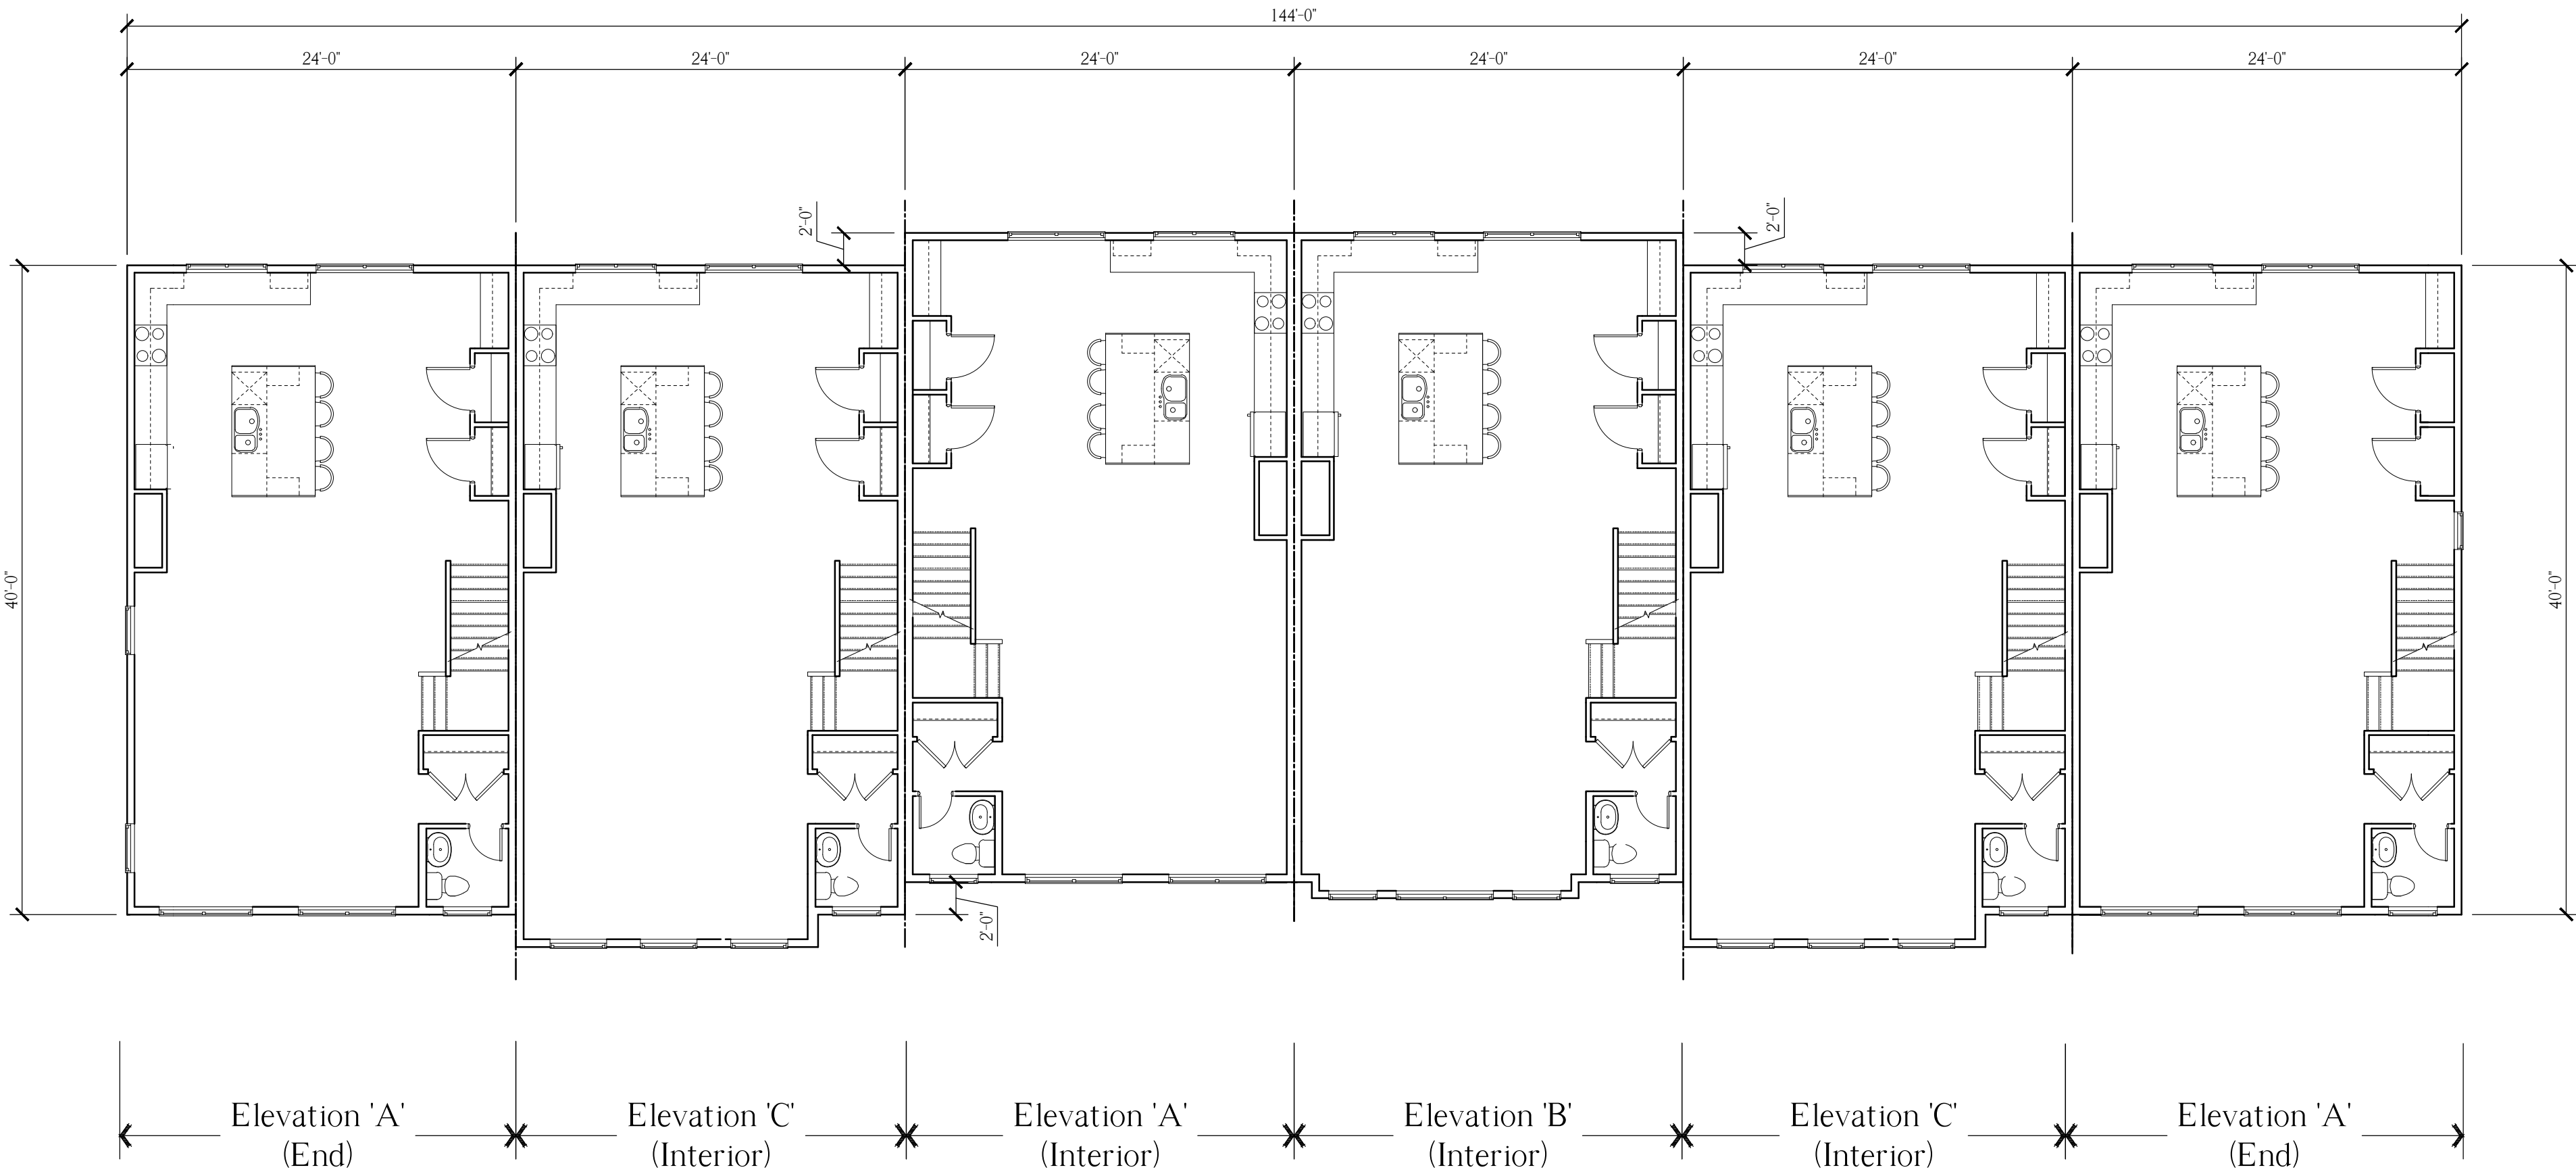 144'-0"
24'-0"
24'-0"
24'-0"
24'-0"
24'-0"
24'-0"
2'-0"
2'-0"
40'-0"
40'-0"
2'-0"
Elevation 'A'
(End)
Elevation 'C'
(Interior)
Elevation 'A'
(Interior)
Elevation 'B'
(Interior)
Elevation 'C'
(Interior)
Elevation 'A'
(End)